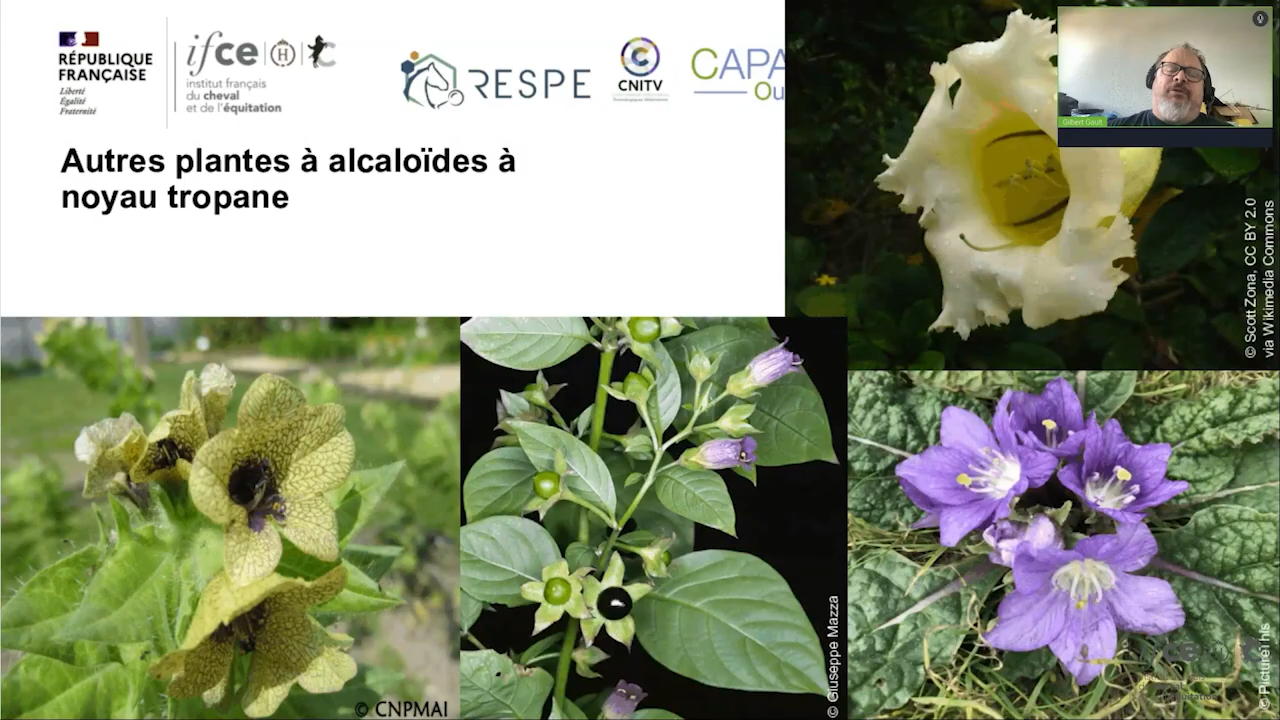 RÉPUBLIQUE
FRANÇAISE
Liberté
Égalité
Fraternité
ifce
institut français
du cheval
et de l'équitation
RESPE
CNITV
CAPA
Ou
Autres plantes à alcaloïdes à
noyau tropane
Gilbert Gault
© Scott Zona, CC BY 2.0
via Wikimedia Commons
© CNPMAI
© Giuseppe Mazza